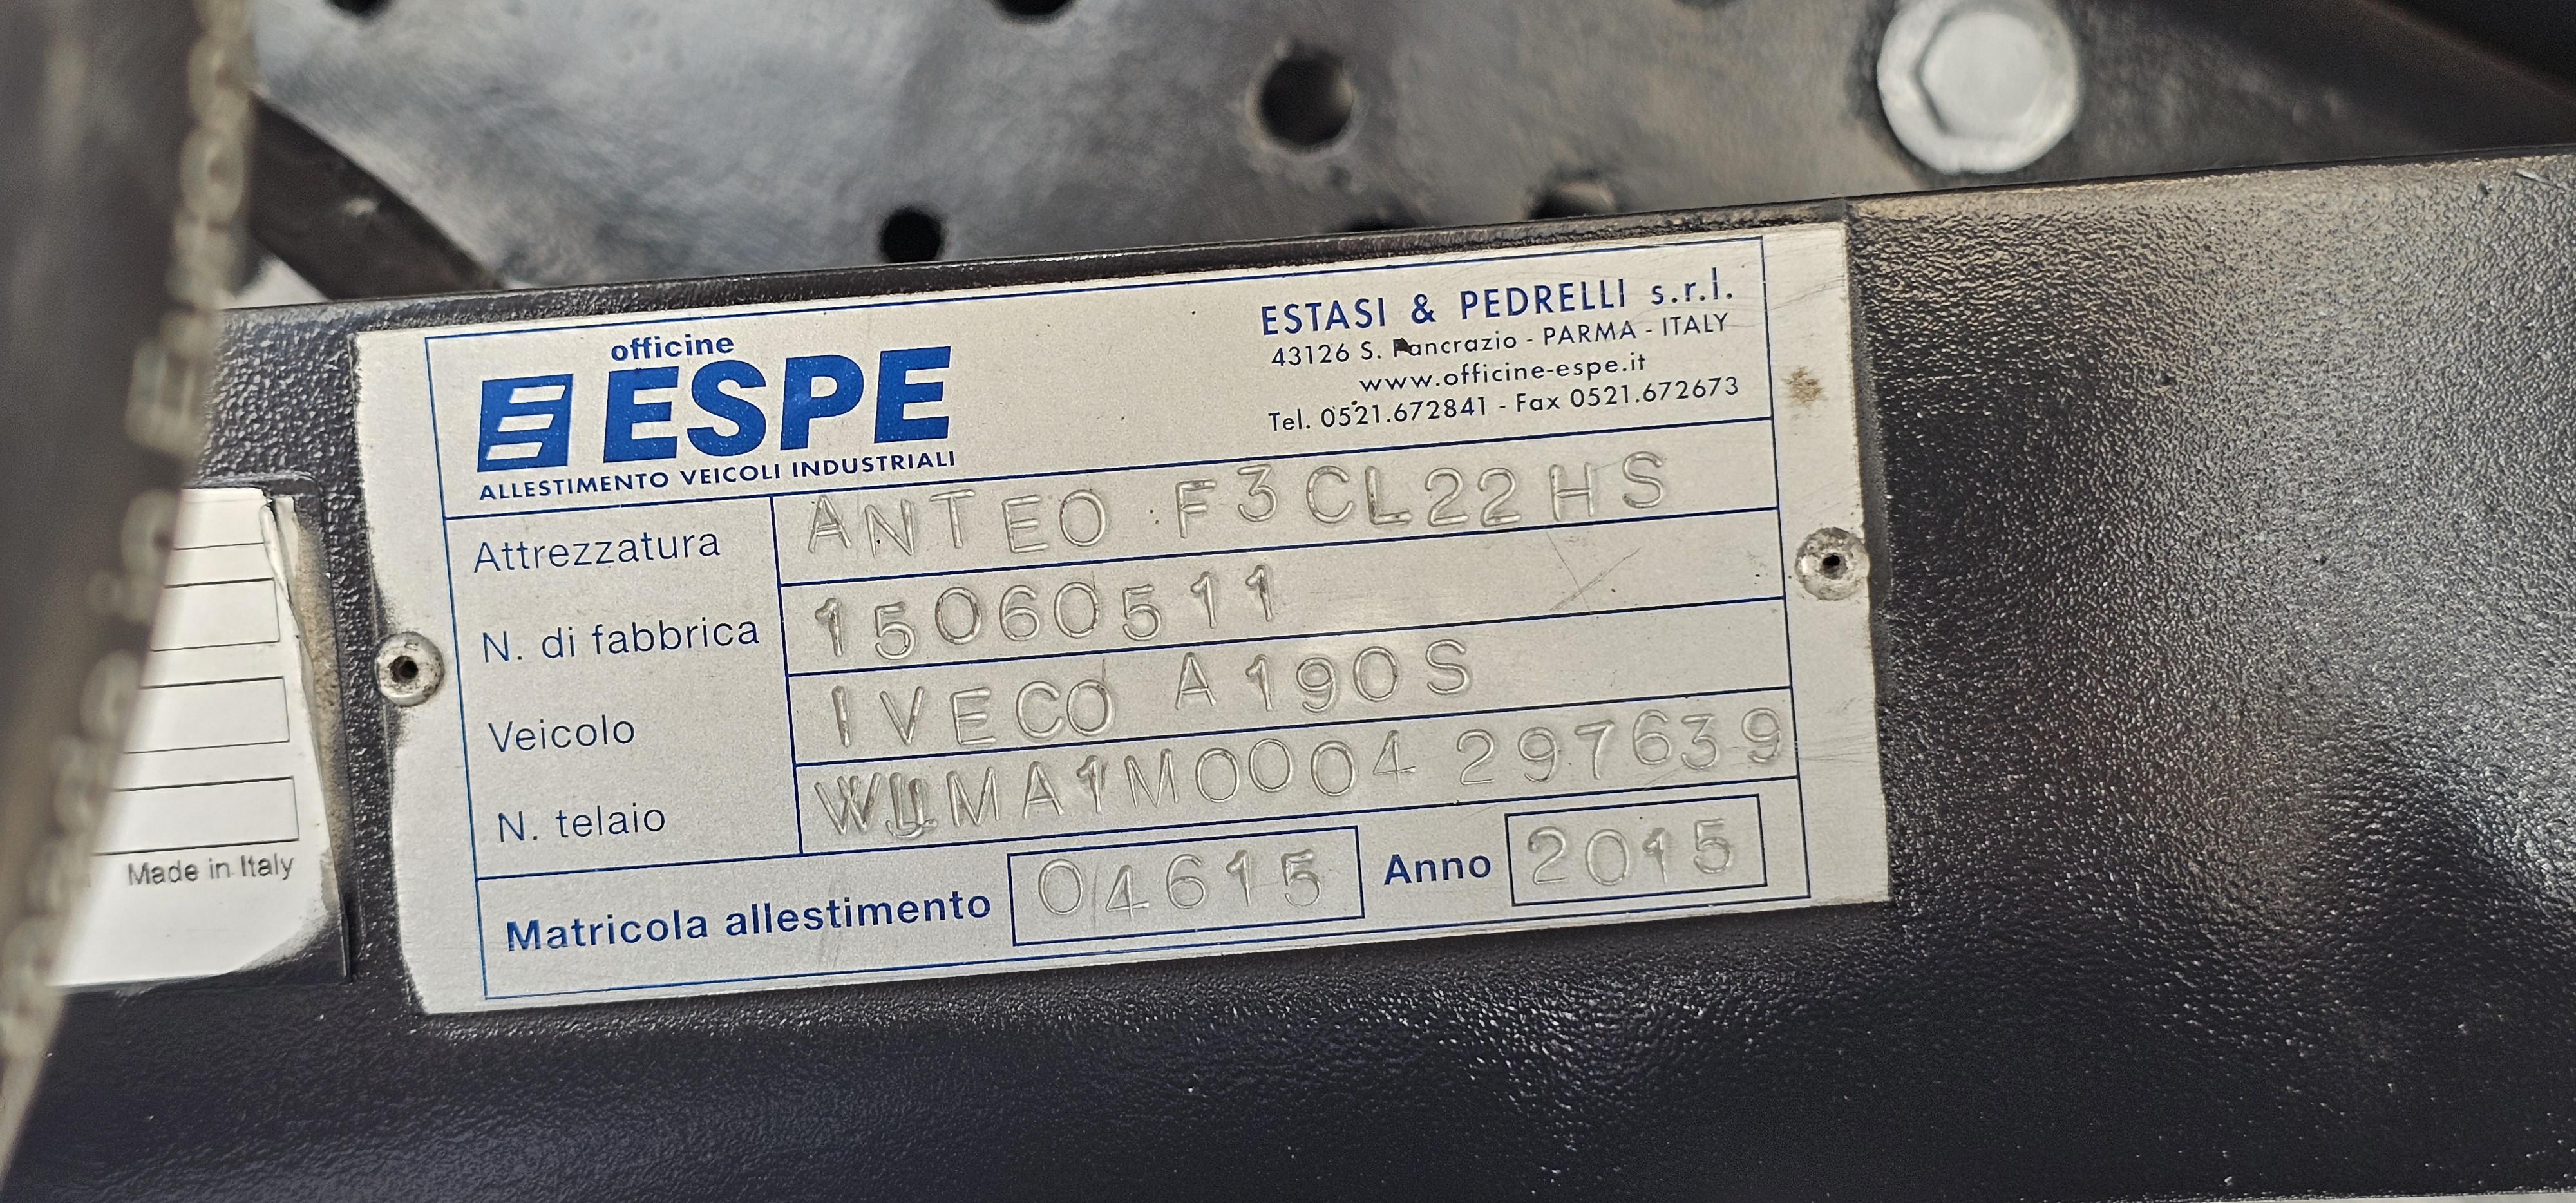 officine
ESPE
ALLESTIMENTO VEICOLI INDUSTRIALI
ESTASI & PEDRELLI s.r.l.
43126 S. Pancrazio - PARMA - ITALY
www.officine-espe.it
Tel. 0521.672841 - Fax 0521.672673
Attrezzatura ANTEO F3CL22HS
N. di fabbrica 15060511
Veicolo IVECO A190S
N. telaio
Matricola allestimento 04615 Anno 2015
Made in Italy